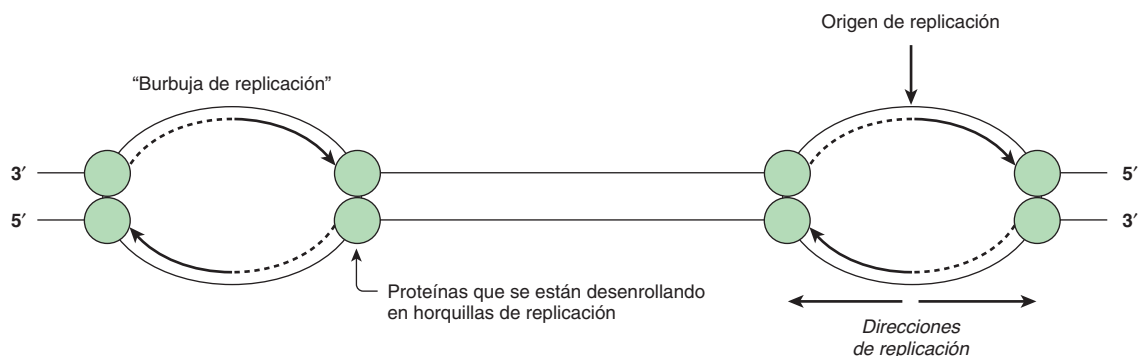 Origen de replicación
“Burbuja de replicación”
3′
5′
5′
3′
Proteínas que se están desenrollando
en horquillas de replicación
Direcciones
de replicación